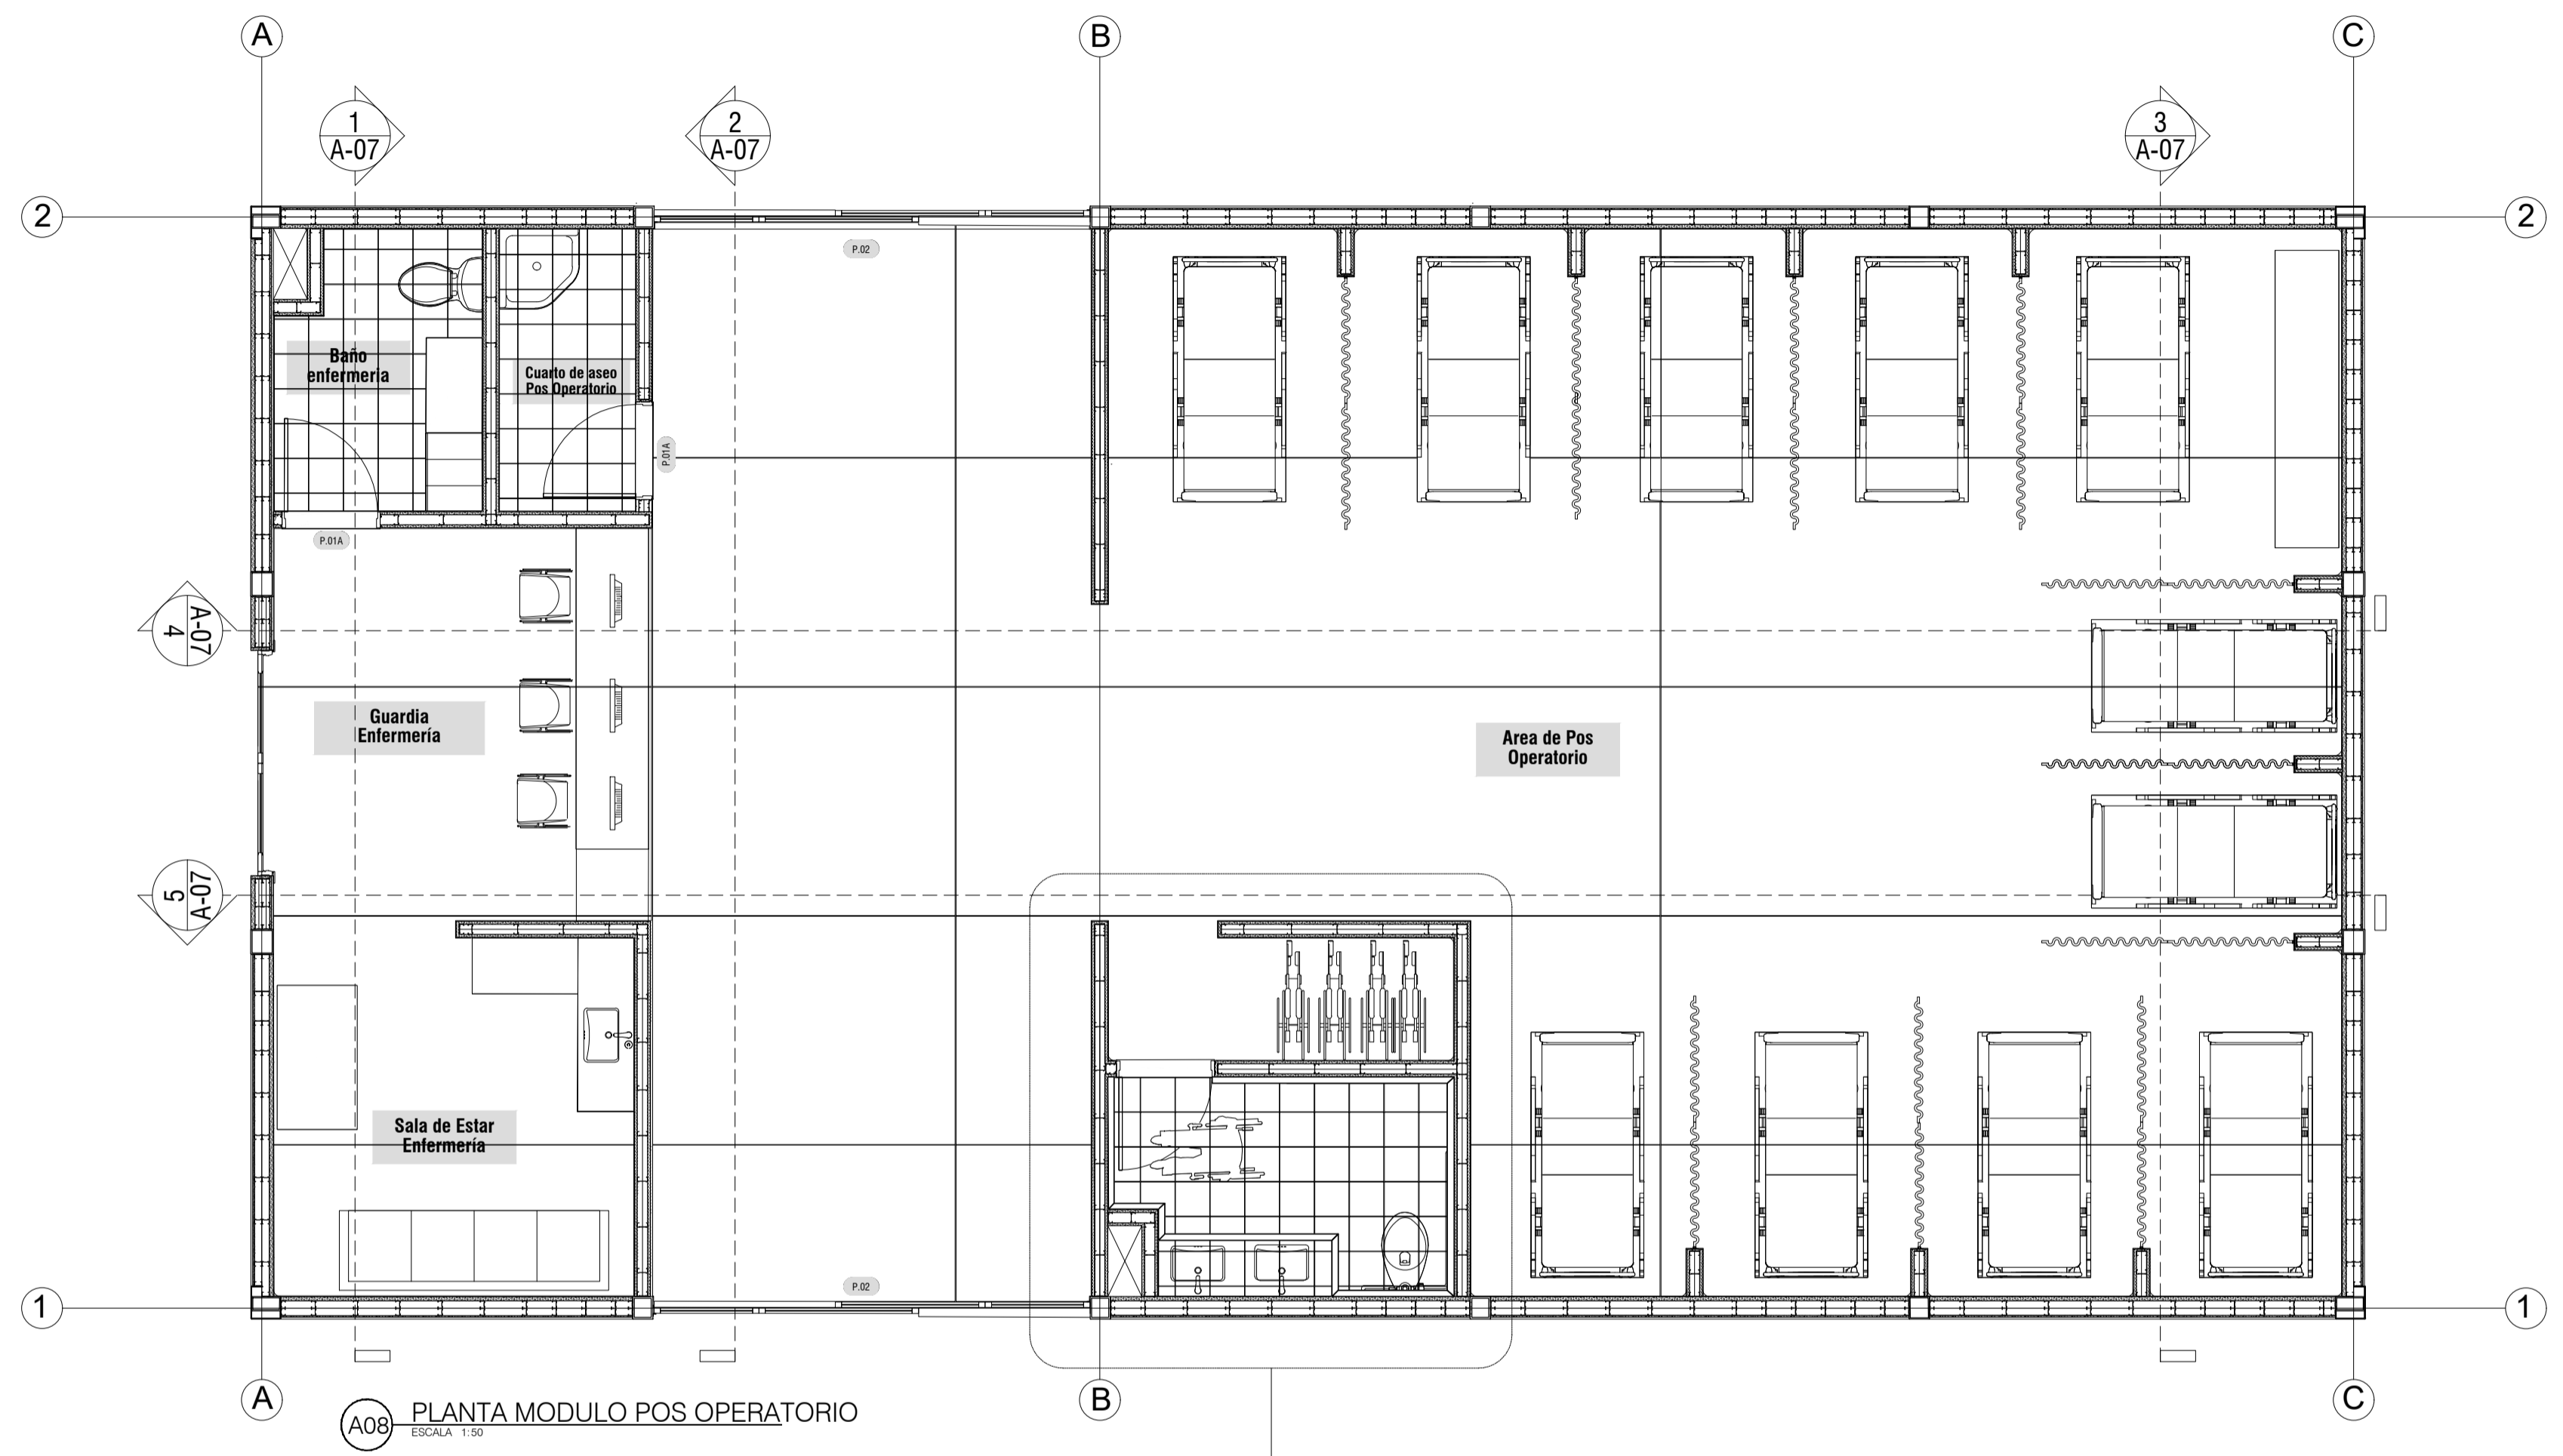 A
B
C
1
A-07
2
A-07
3
A-07
2
2
P.02
Baño
enfermeria
Cuarto de aseo
Pos Operatorio
P.01A
P.01A
4
A-07
Guardia
Enfermería
Area de Pos
Operatorio
5
A-07
Sala de Estar
Enfermería
P.02
1
1
A
B
C
A08
PLANTA MODULO POS OPERATORIO
ESCALA 1:50